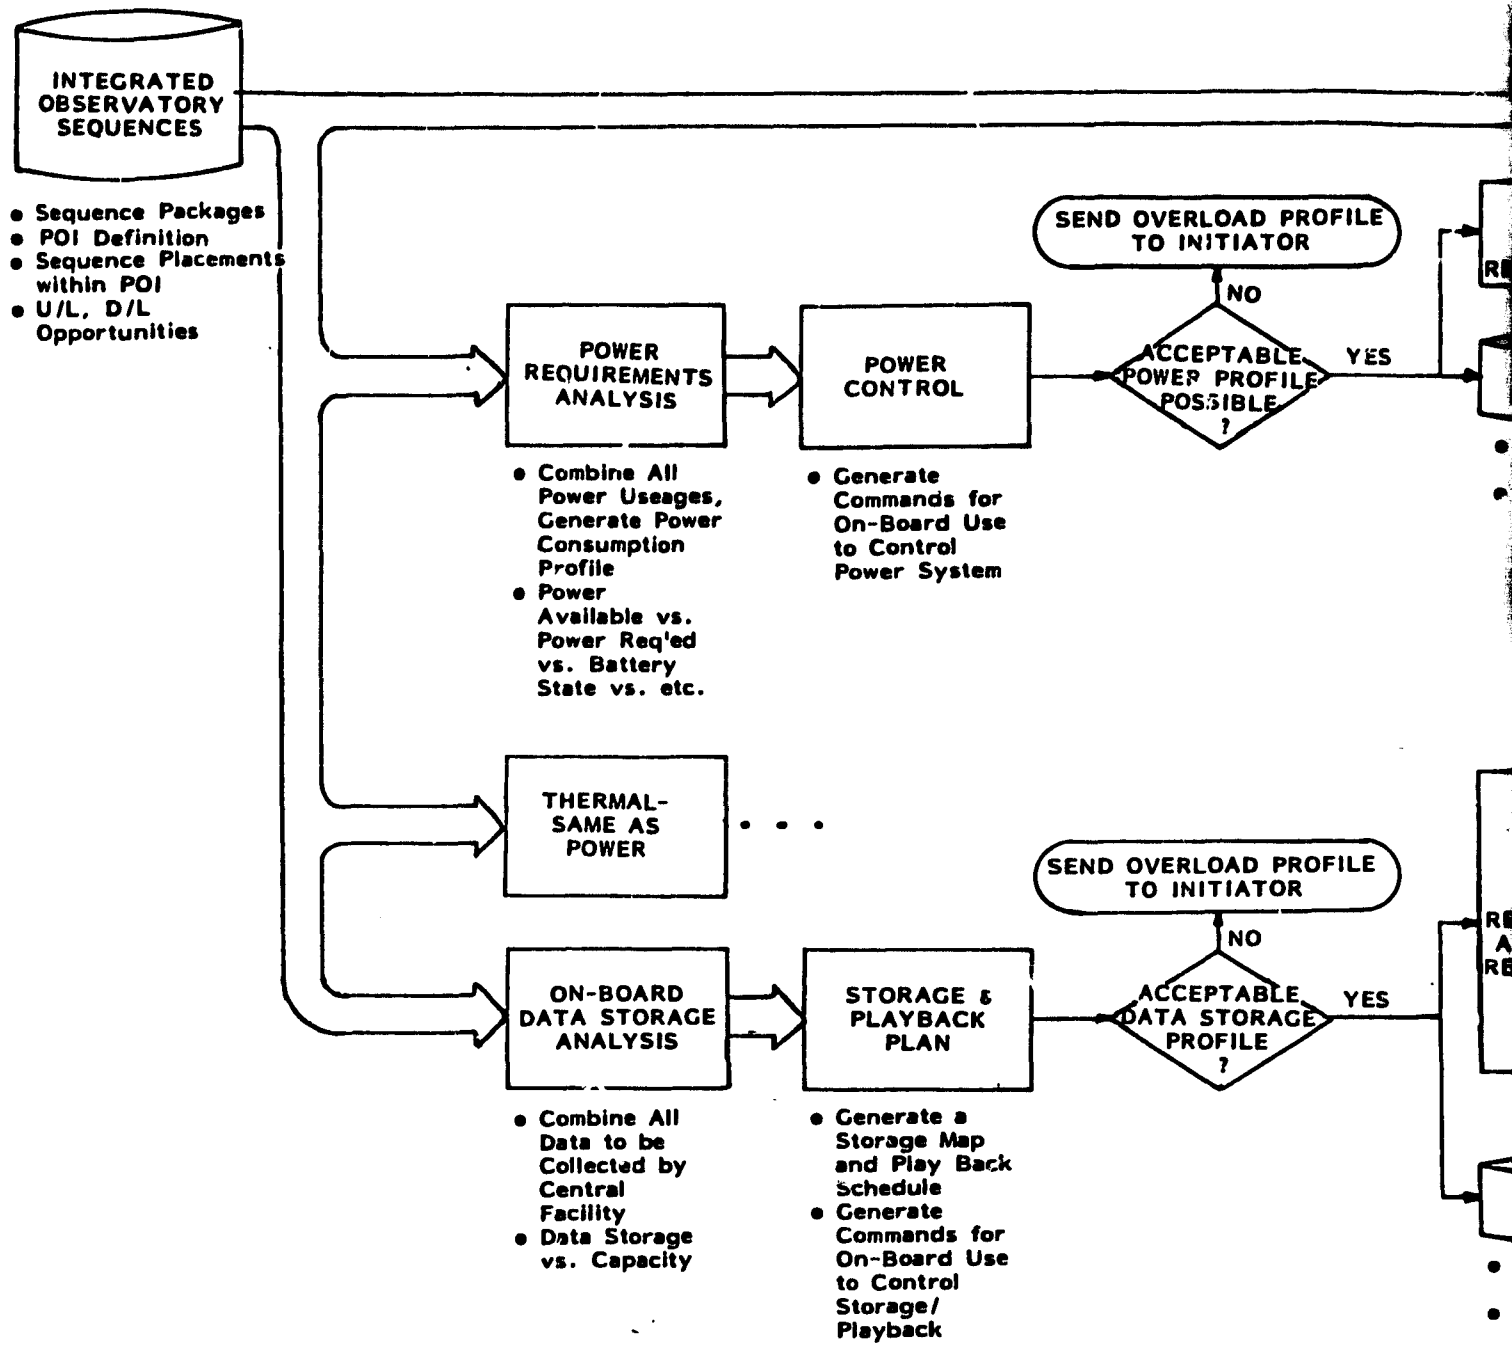 INTEGRATED
OBSERVATORY
SEQUENCES
• Sequence Packages
• POI Definition
• Sequence Placements
within POI
• U/L, D/L
Opportunities
SEND OVERLOAD PROFILE
TO INITIATOR
NO
POWER
REQUIREMENTS
ANALYSIS
POWER
CONTROL
ACCEPTABLE
POWER PROFILE
POSSIBLE
?
YES
• Combine All
Power Useages,
Generate Power
Consumption
Profile
• Power
Available vs.
Power Req'ed
vs. Battery
State vs. etc.
• Generate
Commands for
On-Board Use
to Control
Power System
THERMAL-
SAME AS
POWER
• • •
SEND OVERLOAD PROFILE
TO INITIATOR
NO
ON-BOARD
DATA STORAGE
ANALYSIS
STORAGE &
PLAYBACK
PLAN
ACCEPTABLE
DATA STORAGE
PROFILE
?
YES
• Combine All
Data to be
Collected by
Central
Facility
• Data Storage
vs. Capacity
• Generate a
Storage Map
and Play Back
Schedule
• Generate
Commands for
On-Board Use
to Control
Storage/
Playback